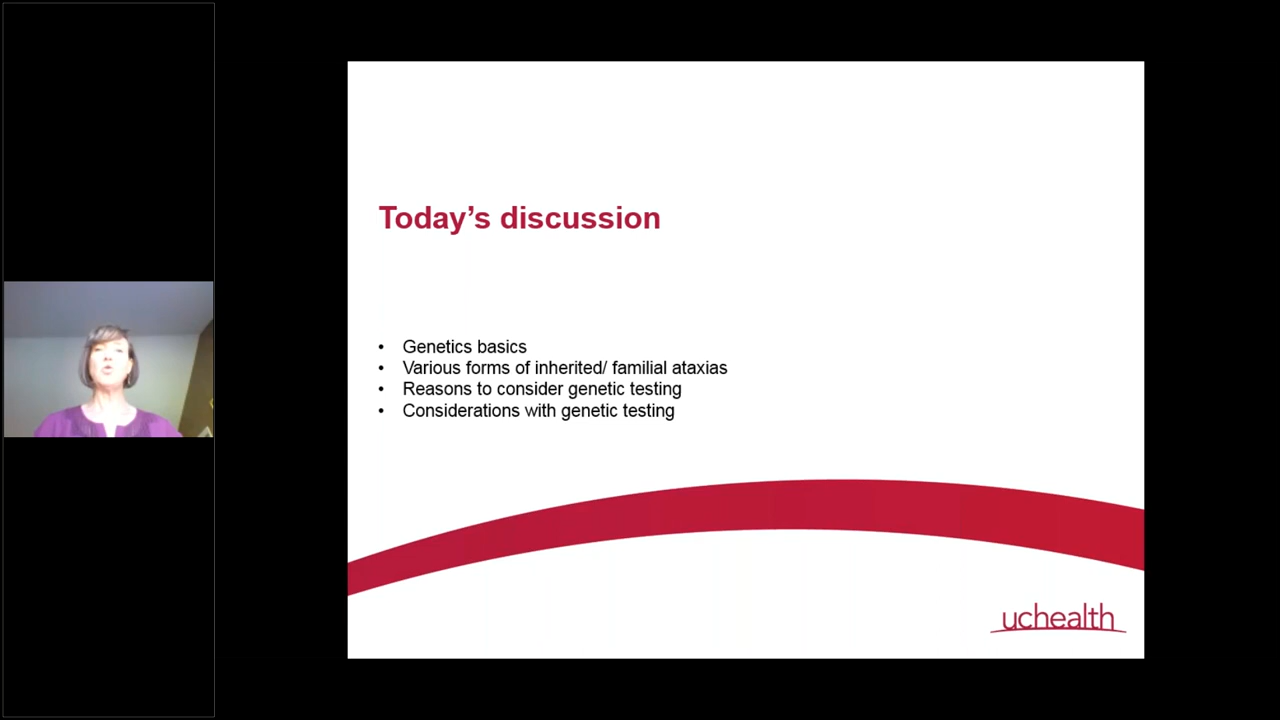 Today’s discussion
• Genetics basics
• Various forms of inherited/ familial ataxias
• Reasons to consider genetic testing
• Considerations with genetic testing
uchealth